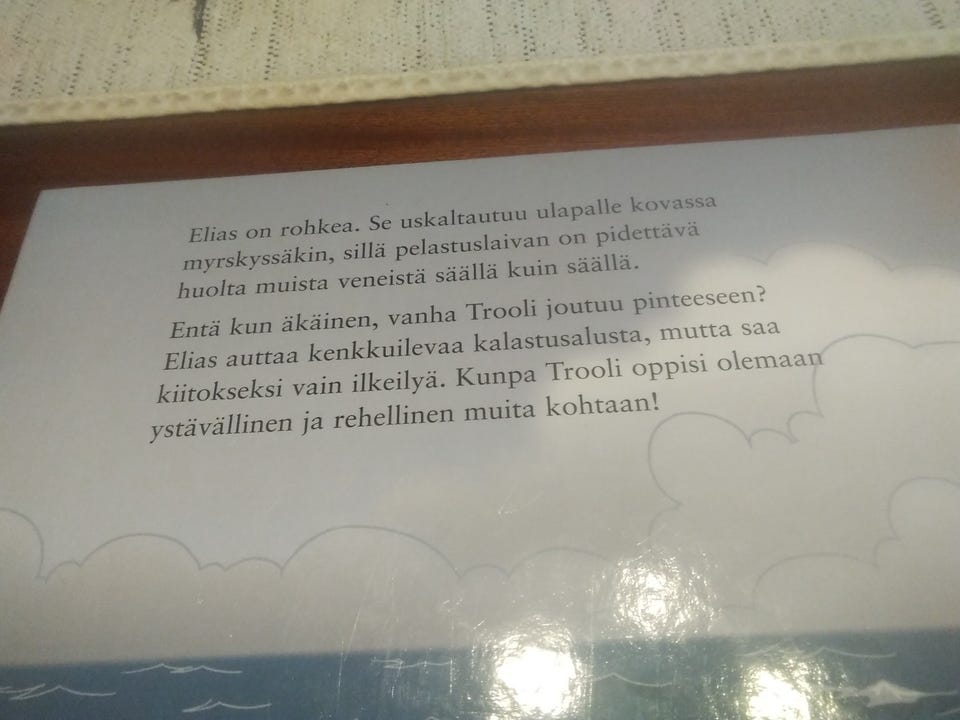 Elias on rohkea. Se uskaltautuu ulapalle kovassa
myrskyssäkin, sillä pelastuslaivan on pidettävä
huolta muista veneistä säällä kuin säällä.
Entä kun äkäinen, vanha Trooli joutuu pinteeseen?
Elias auttaa kenkkuilevaa kalastusalusta, mutta saa
kiitokseksi vain ilkeilyä. Kunpa Trooli oppisi olemaan
ystävällinen ja rehellinen muita kohtaan!